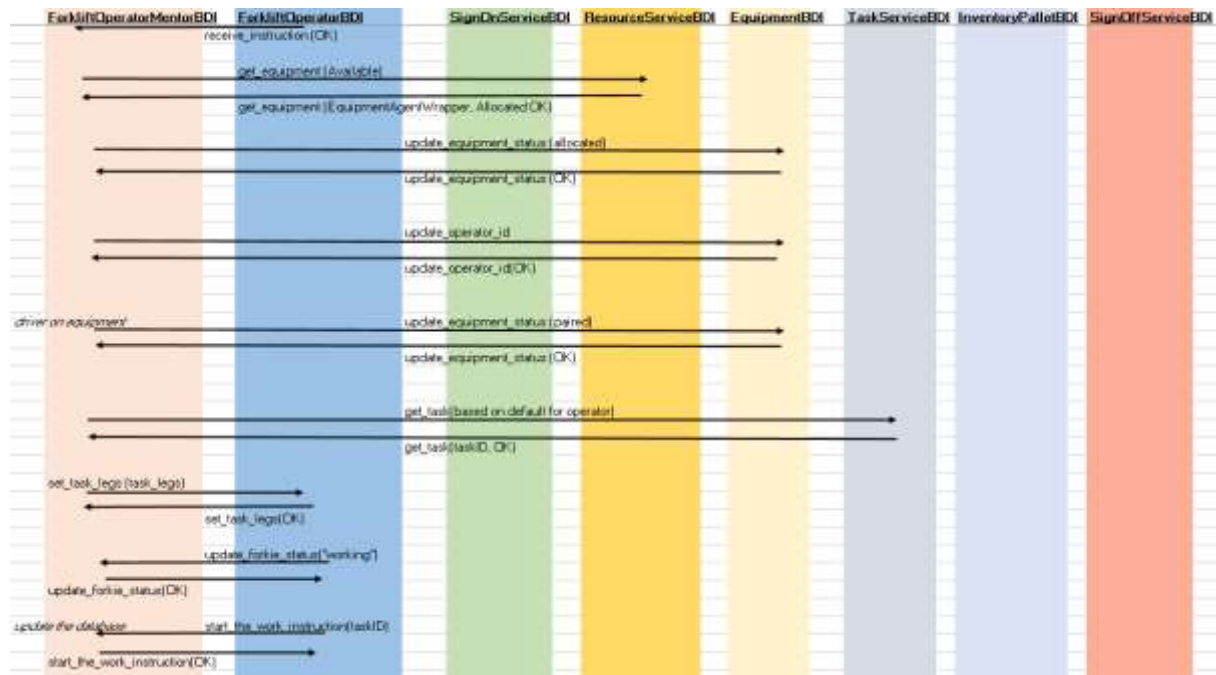 ForkliftOperatorMentorBDI ForkliftOperatorBDI SignOnServiceBDI ResourceServiceBDI EquipmentBDI TaskServiceBDI InventoryPalletBDI SignOffServiceBDI
receive_instruction(OK)
get_equipment(Available)
get_equipment(EquipmentAgentWrapper, Allocated(OK)
update_equipment_status(allocated)
update_equipment_status(OK)
update_operator_id
update_operator_id(OK)
driver on equipment update_equipment_status(paired)
update_equipment_status(OK)
get_task(based on default for operator)
get_task(taskID, OK)
set_task_legs(task_legs)
set_task_legs(OK)
update_forkie_status("working")
update_forkie_status(OK)
update the database start_the_work_instruction(taskID)
start_the_work_instruction(OK)